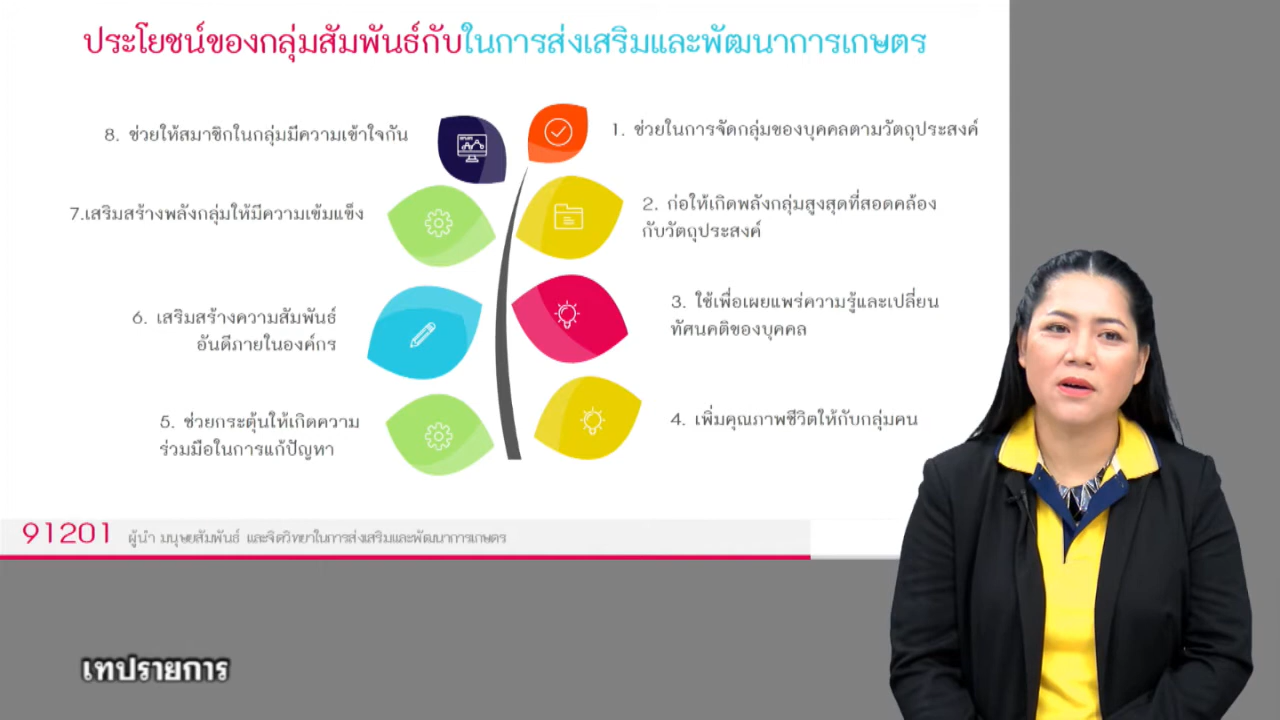 ประโยชน์ของกลุ่มสัมพันธ์กับในการส่งเสริมและพัฒนาการเกษตร
1. ช่วยในการจัดกลุ่มของบุคคลตามวัตถุประสงค์
2. ก่อให้เกิดพลังกลุ่มสูงสุดที่สอดคล้อง
กับวัตถุประสงค์
3. ใช้เพื่อเผยแพร่ความรู้และเปลี่ยน
ทัศนคติของบุคคล
4. เพิ่มคุณภาพชีวิตให้กับกลุ่มคน
5. ช่วยกระตุ้นให้เกิดความ
ร่วมมือในการแก้ปัญหา
6. เสริมสร้างความสัมพันธ์
อันดีภายในองค์กร
7.เสริมสร้างพลังกลุ่มให้มีความเข้มแข็ง
8. ช่วยให้สมาชิกในกลุ่มมีความเข้าใจกัน
91201 ผู้นำ มนุษยสัมพันธ์ และจิตวิทยาในการส่งเสริมและพัฒนาการเกษตร
เทปรายการ